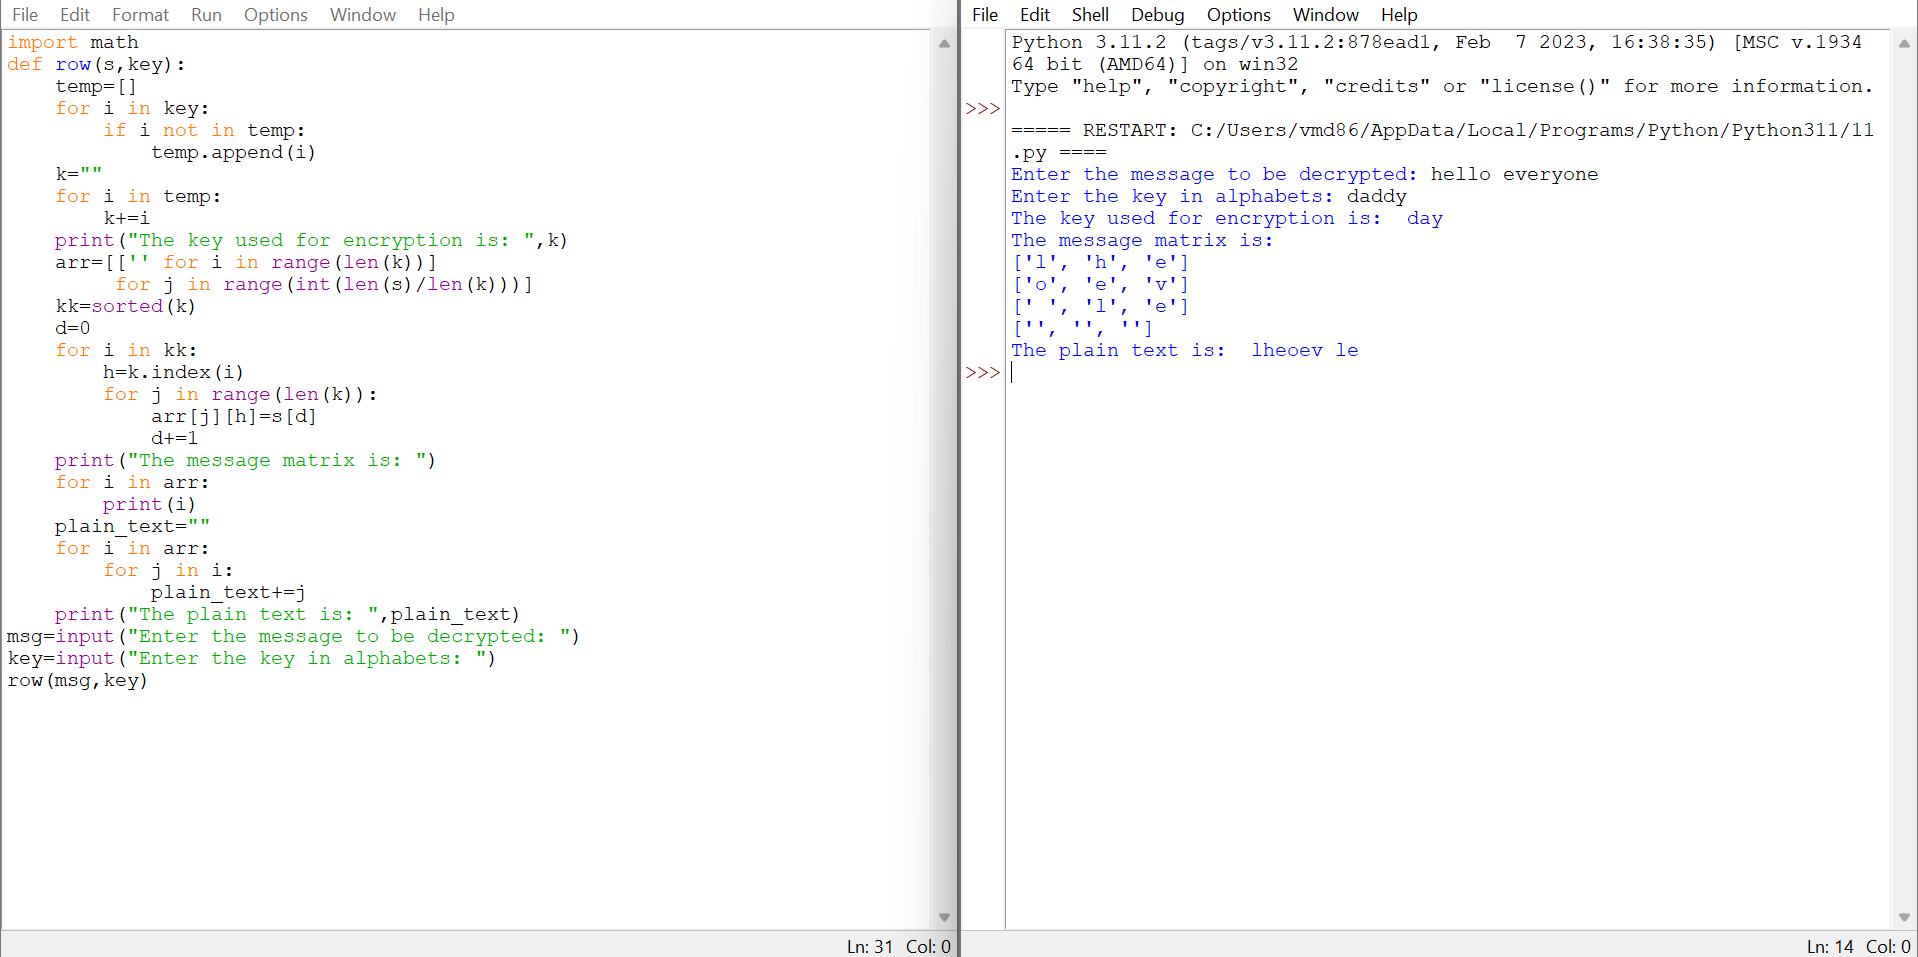 File Edit Format Run Options Window Help
import math
def row(s,key):
    temp=[]
    for i in key:
        if i not in temp:
            temp.append(i)
    k=""
    for i in temp:
        k+=i
    print("The key used for encryption is: ",k)
    arr=[['' for i in range(len(k))]
         for j in range(int(len(s)/len(k)))]
    kk=sorted(k)
    d=0
    for i in kk:
        h=k.index(i)
        for j in range(len(k)):
            arr[j][h]=s[d]
            d+=1
    print("The message matrix is: ")
    for i in arr:
        print(i)
    plain_text=""
    for i in arr:
        for j in i:
            plain_text+=j
    print("The plain text is: ",plain_text)
msg=input("Enter the message to be decrypted: ")
key=input("Enter the key in alphabets: ")
row(msg,key)
Ln: 31 Col: 0
File Edit Shell Debug Options Window Help
Python 3.11.2 (tags/v3.11.2:878ead1, Feb  7 2023, 16:38:35) [MSC v.1934
64 bit (AMD64)] on win32
Type "help", "copyright", "credits" or "license()" for more information.
>>>
===== RESTART: C:/Users/vmd86/AppData/Local/Programs/Python/Python311/11
.py ====
Enter the message to be decrypted: hello everyone
Enter the key in alphabets: daddy
The key used for encryption is:  day
The message matrix is:
['l', 'h', 'e']
['o', 'e', 'v']
[' ', 'l', 'e']
['', '', '']
The plain text is:  lheoev le
>>>
Ln: 14 Col: 0